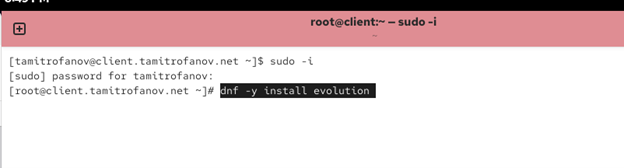 root@client:~ — sudo -i
~
[tamitrofanov@client.tamitrofanov.net ~]$ sudo -i
[sudo] password for tamitrofanov:
[root@client.tamitrofanov.net ~]# dnf -y install evolution